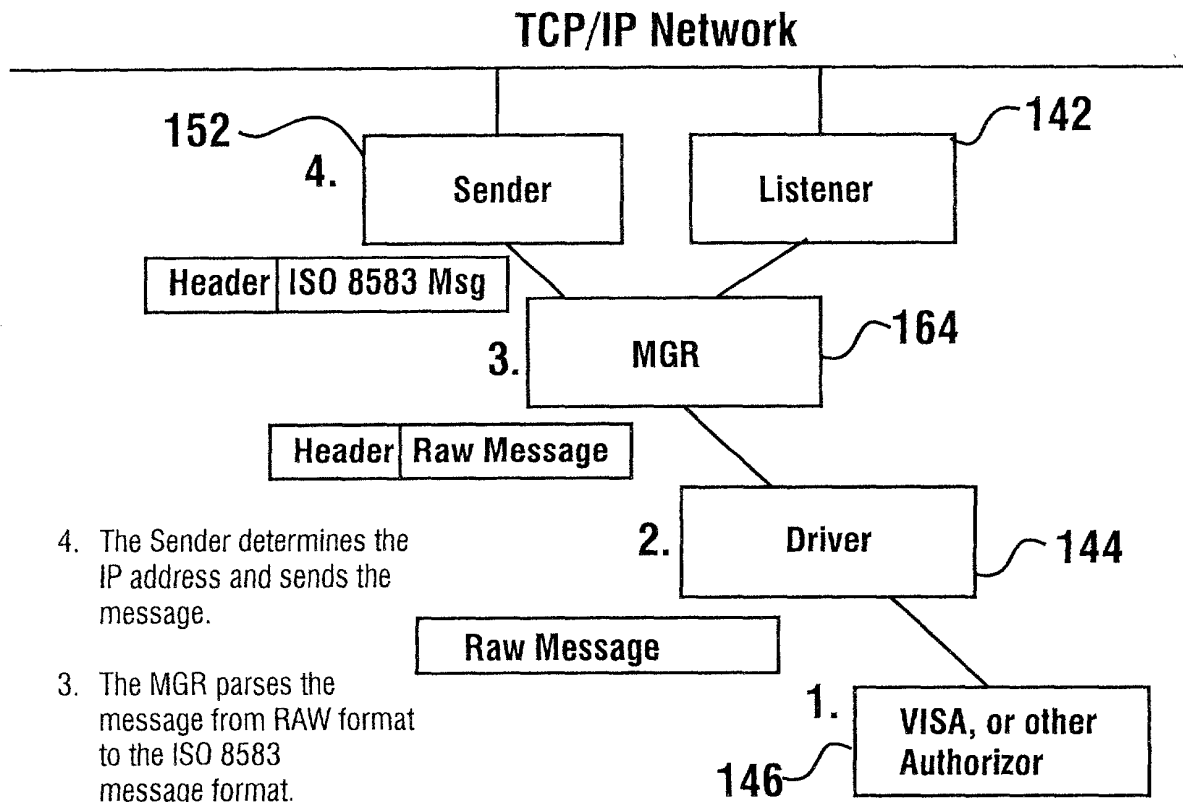 TCP/IP Network
152
142
4.
Sender
Listener
Header ISO 8583 Msg
164
3.
MGR
Header Raw Message
4. The Sender determines the
IP address and sends the
message.
2.
Driver
144
Raw Message
3. The MGR parses the
message from RAW format
to the ISO 8583
message format.
1.
VISA, or other
Authorizor
146